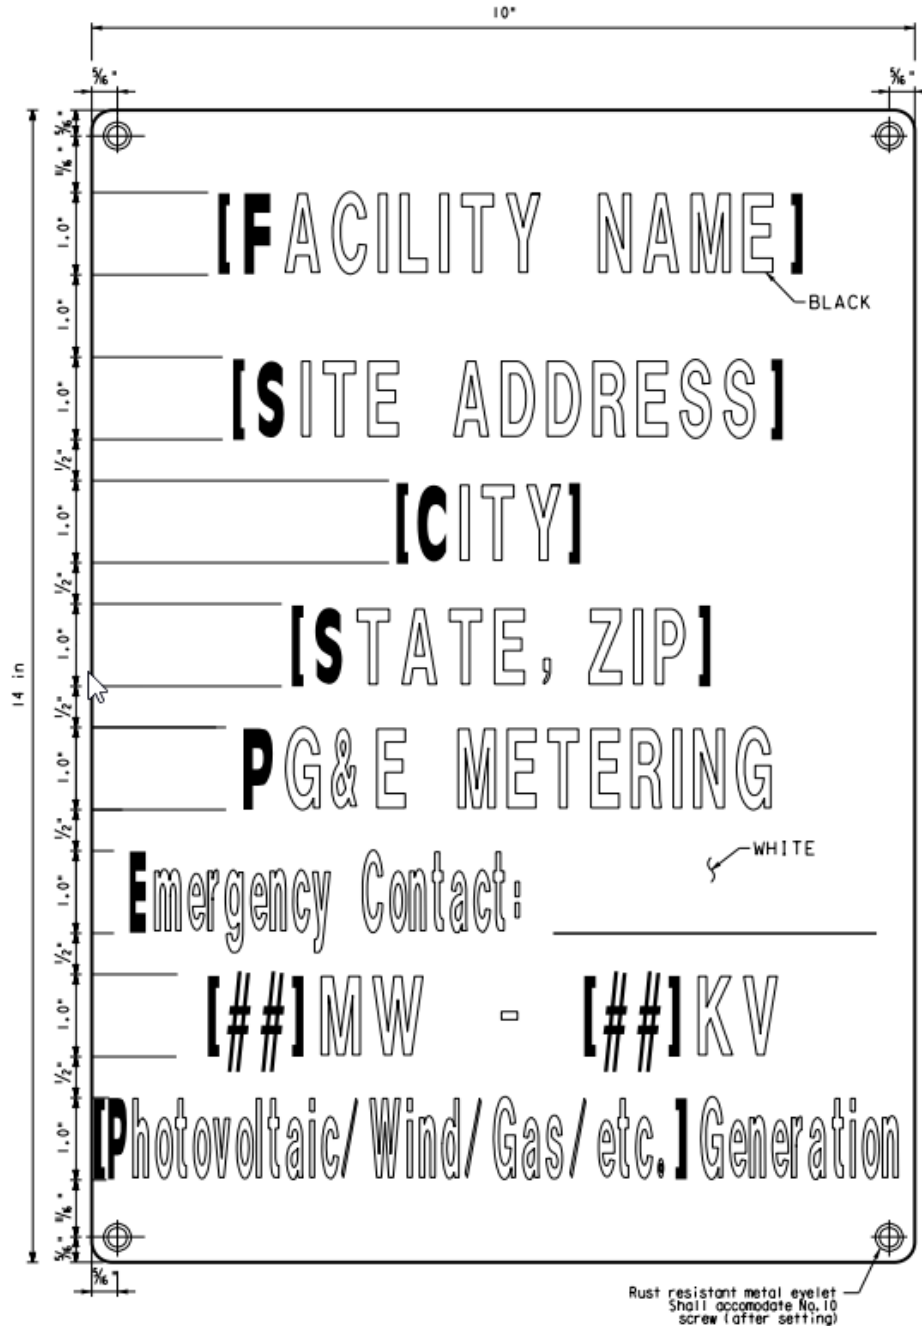 10"
5/16" 5/16"
5/16"
11/16"
1.0"
[FACILITY NAME]
BLACK
1.0"
1.0"
[SITE ADDRESS]
1/2"
1.0"
[CITY]
1/2"
1.0"
[STATE, ZIP]
14 in
1/2"
1.0"
PG&E METERING
1/2"
WHITE
1.0"
Emergency Contact:
1/2"
1.0"
[##]MW - [##]KV
1/2"
1.0"
[Photovoltaic/Wind/Gas/etc.]Generation
11/16"
5/16"
5/16"
Rust resistant metal eyelet
Shall accomodate No.10
screw (after setting)